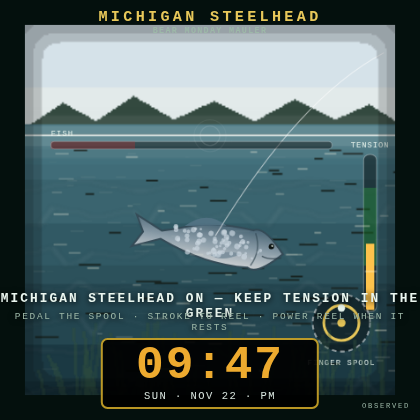 MICHIGAN STEELHEAD
FISH
TENSION
MICHIGAN STEELHEAD ON — KEEP TENSION IN THE
GREEN
PEDAL THE SPOOL · STROKE TO REEL · POWER REEL WHEN IT
RESTS
NGER SPOOL
09:47
SUN · NOV 22 · PM
OBSERVED